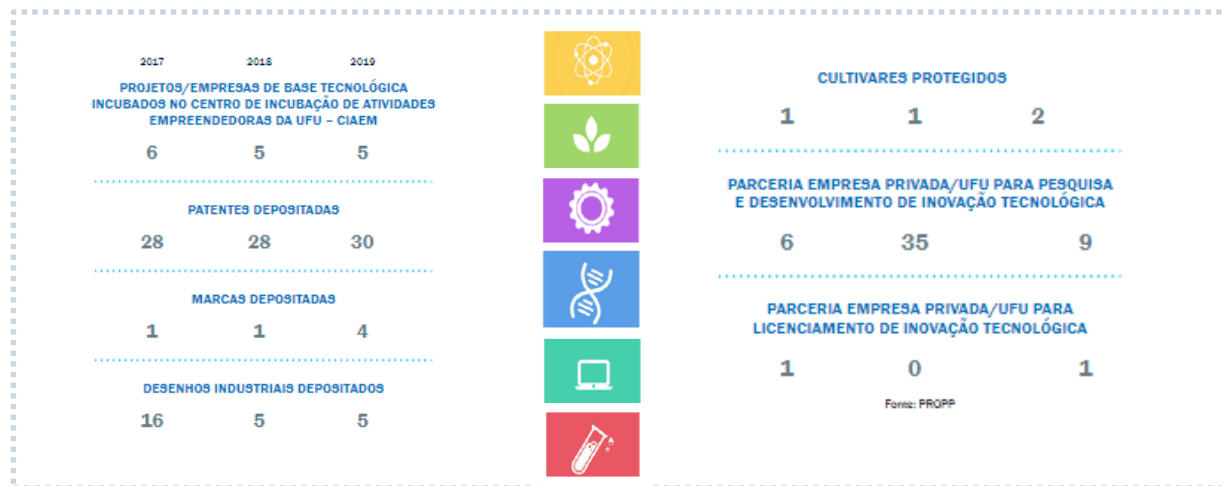 2017 2018 2019
PROJETOS/EMPRESAS DE BASE TECNOLÓGICA
INCUBADOS NO CENTRO DE INCUBAÇÃO DE ATIVIDADES
EMPREENDEDORAS DA UFU – CIAEM
6 5 5
PATENTES DEPOSITADAS
28 28 30
MARCAS DEPOSITADAS
1 1 4
DESENHOS INDUSTRIAIS DEPOSITADOS
16 5 5
CULTIVARES PROTEGIDOS
1 1 2
PARCERIA EMPRESA PRIVADA/UFU PARA PESQUISA
E DESENVOLVIMENTO DE INOVAÇÃO TECNOLÓGICA
6 35 9
PARCERIA EMPRESA PRIVADA/UFU PARA
LICENCIAMENTO DE INOVAÇÃO TECNOLÓGICA
1 0 1
Fonte: PROPP